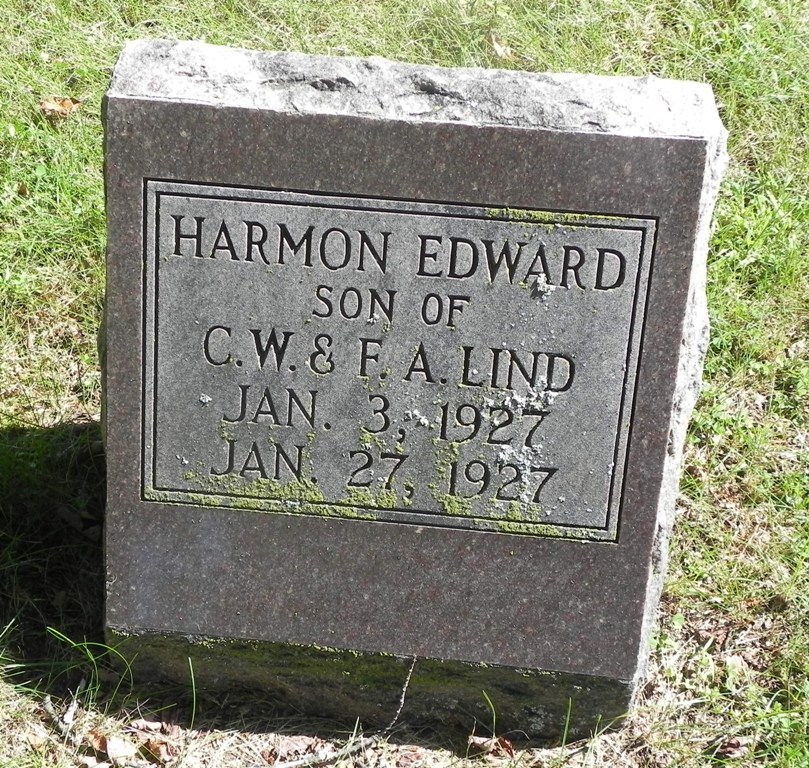 HARMON EDWARD
SON OF
C. W. & F. A. LIND
JAN. 3, 1927
JAN. 27, 1927